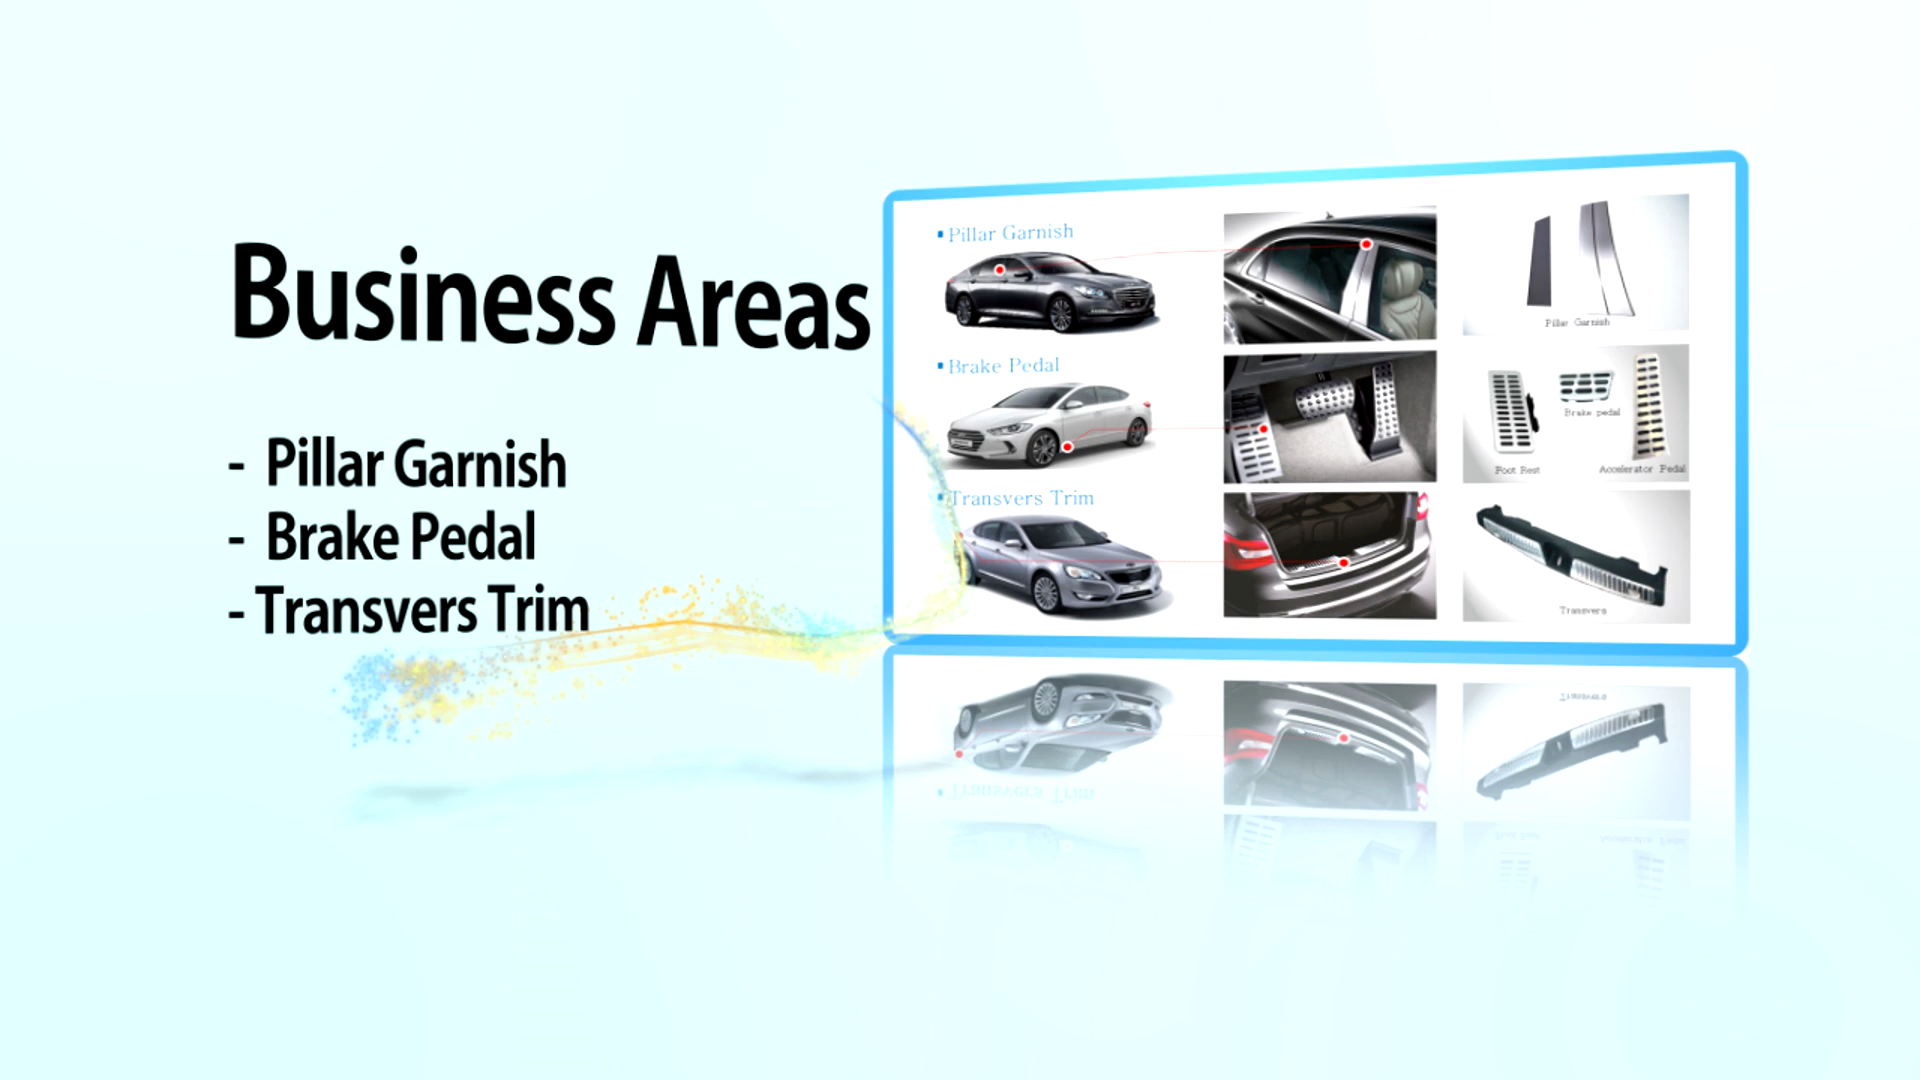 Business Areas
- Pillar Garnish
- Brake Pedal
- Transvers Trim
▪ Pillar Garnish
Pillar Garnish
▪ Brake Pedal
Brake pedal
Foot Rest
Accelerator Pedal
▪ Transvers Trim
Transvers